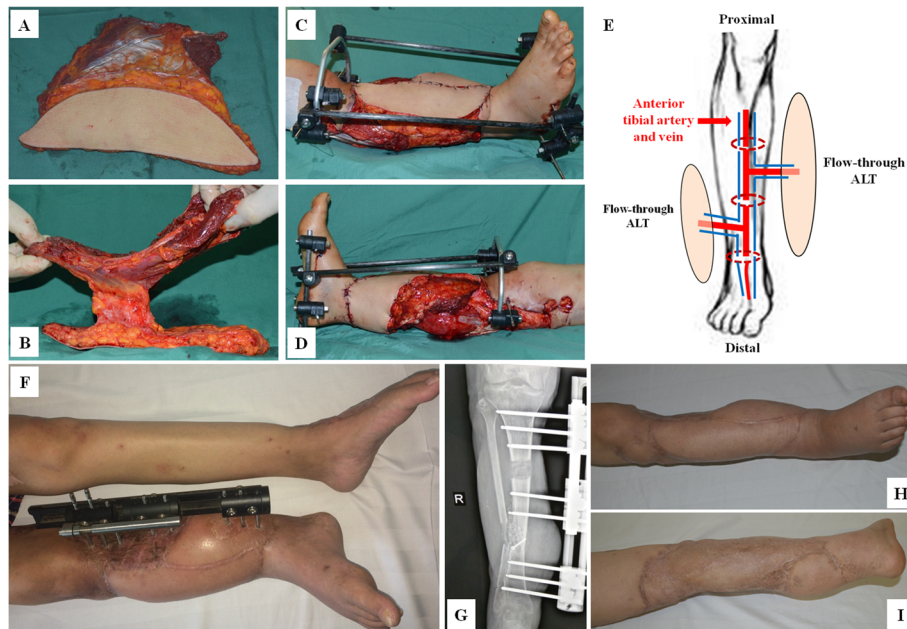 A
B
C
D
E
Proximal
Anterior
tibial artery
and vein
Flow-through
ALT
Flow-through
ALT
Distal
F
R
G
H
I